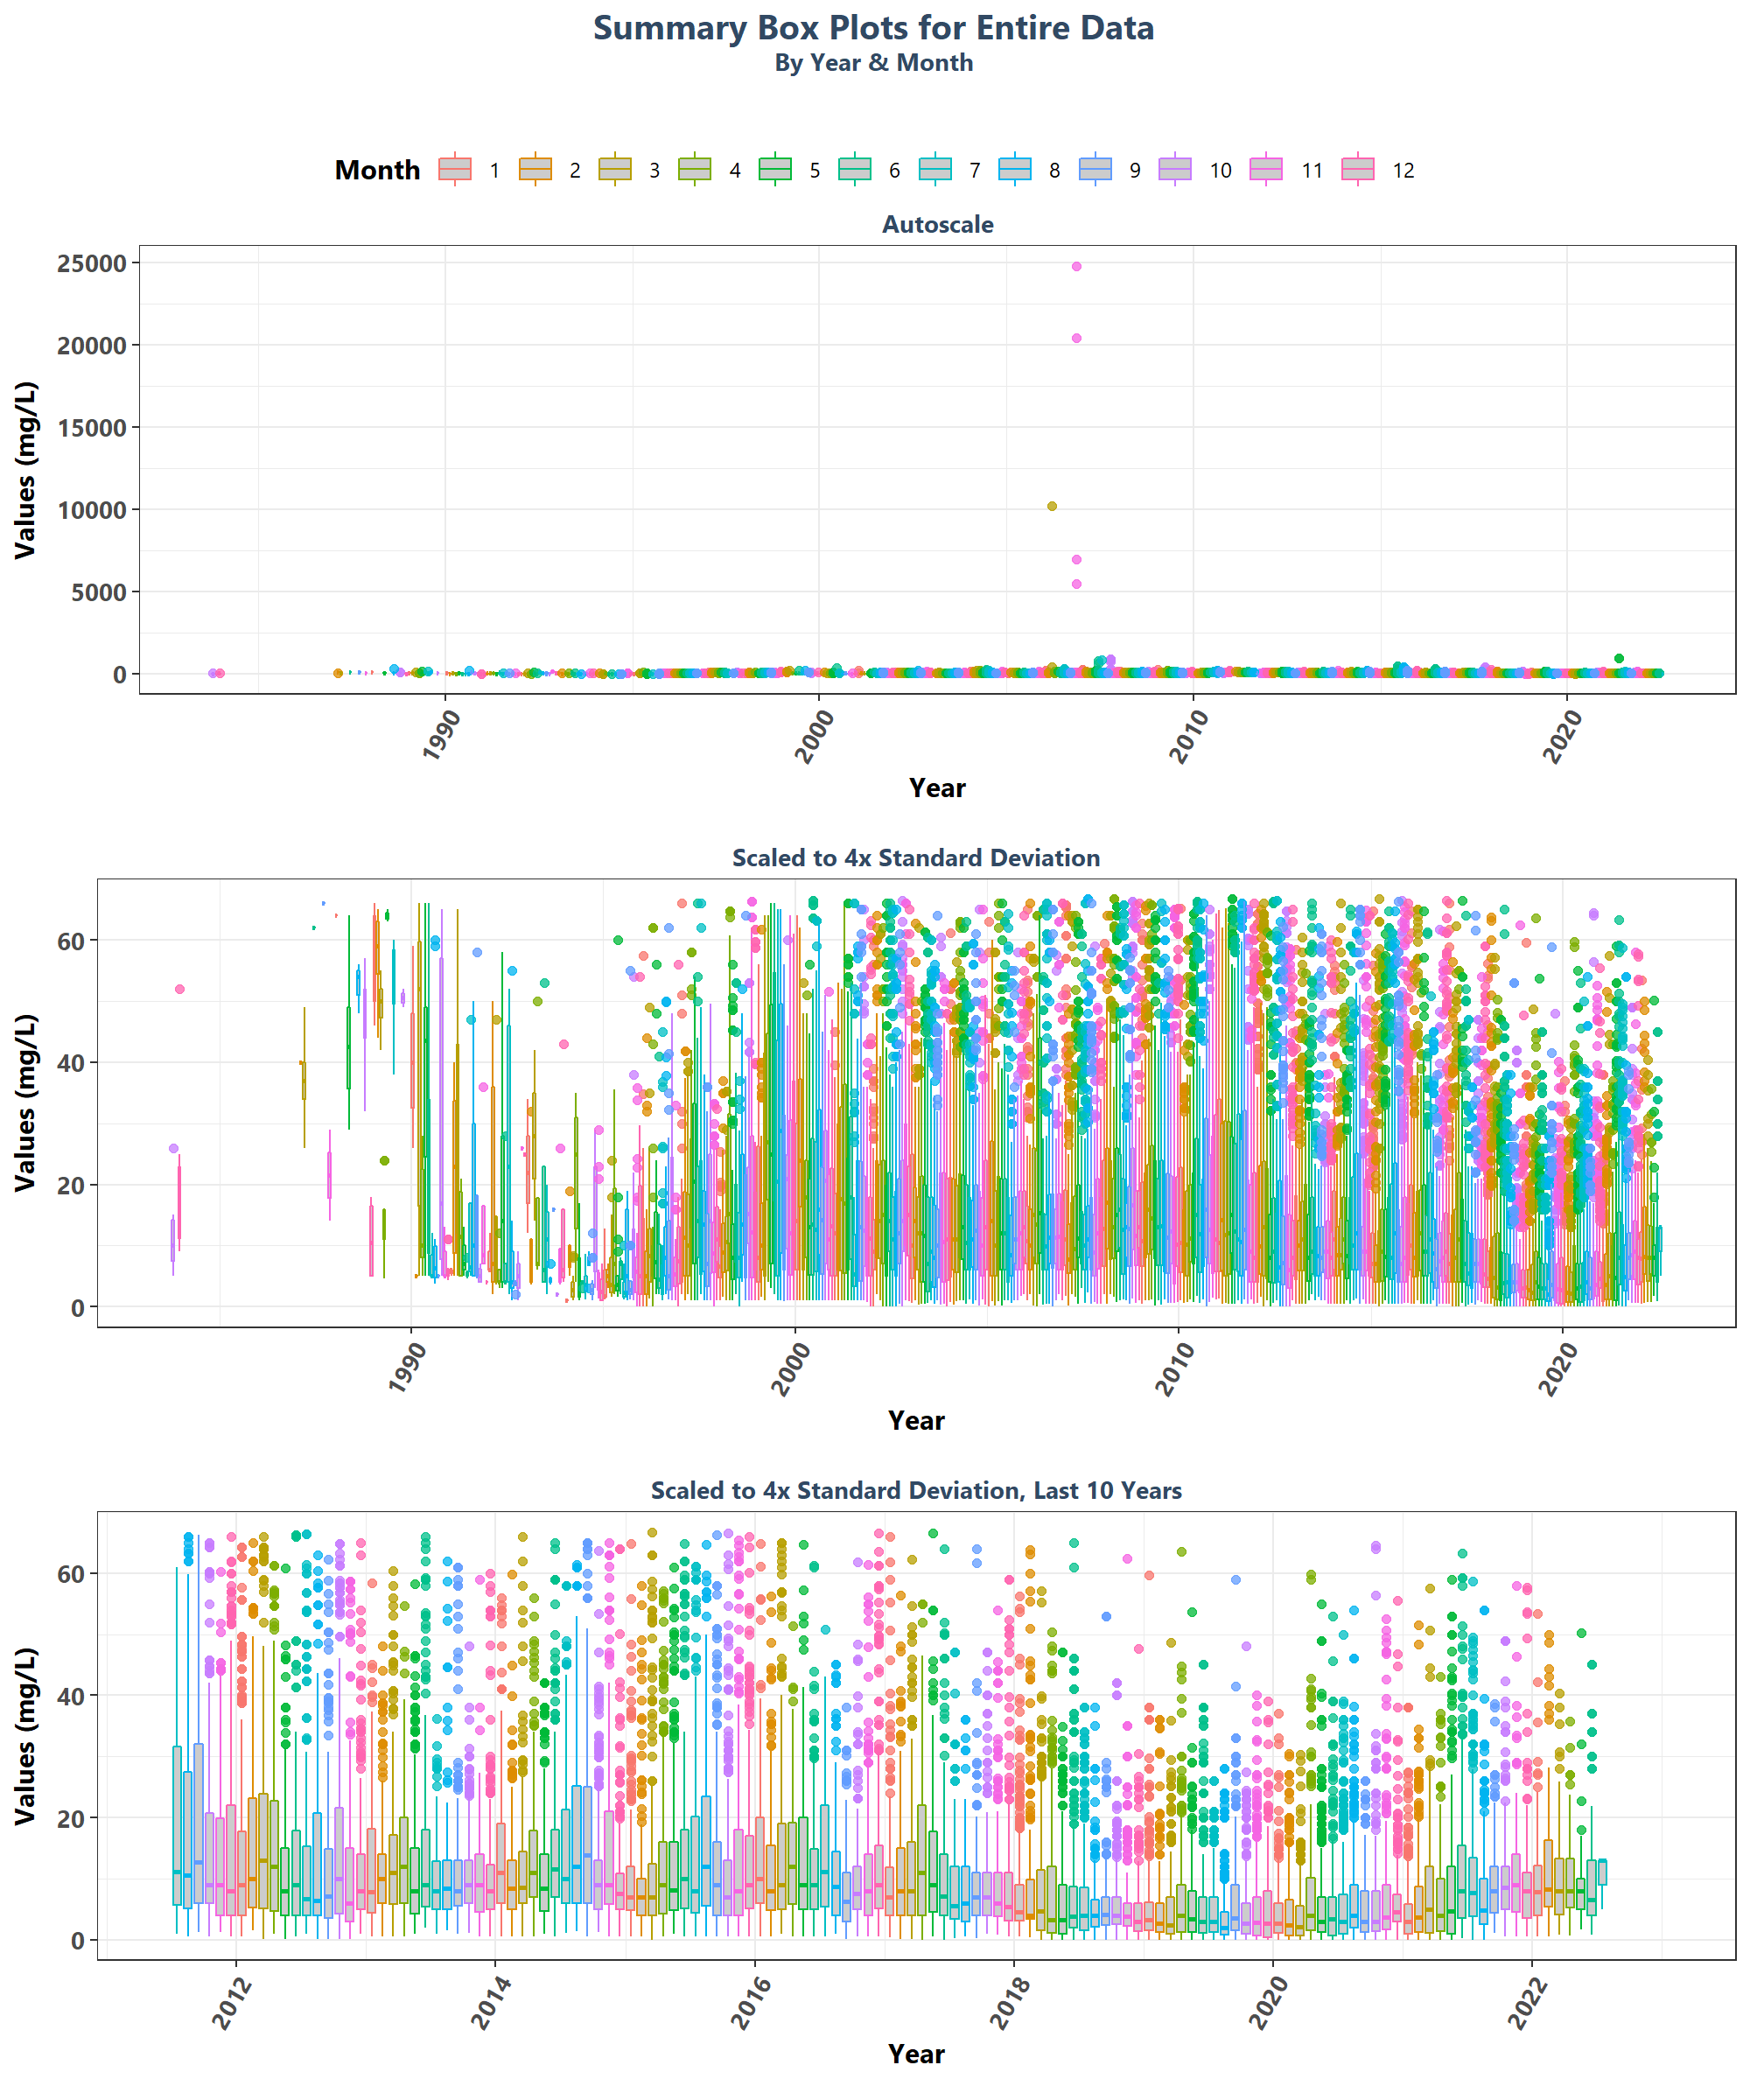 Summary Box Plots for Entire Data
By Year & Month
Month 1 2 3 4 5 6 7 8 9 10 11 12
Autoscale
Values (mg/L)
25000
20000
15000
10000
5000
0
1990 2000 2010 2020
Year
Scaled to 4x Standard Deviation
Values (mg/L)
60
40
20
0
1990 2000 2010 2020
Year
Scaled to 4x Standard Deviation, Last 10 Years
Values (mg/L)
60
40
20
0
2012 2014 2016 2018 2020 2022
Year